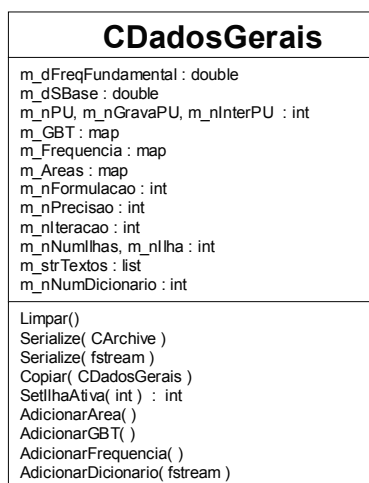 CDadosGerais
m_dFreqFundamental : double
m_dSBase : double
m_nPU, m_nGravaPU, m_nInterPU : int
m_GBT : map
m_Frequencia : map
m_Areas : map
m_nFormulacao : int
m_nPrecisao : int
m_nIteracao : int
m_nNumIlhas, m_nIlha : int
m_strTextos : list
m_nNumDicionario : int
Limpar()
Serialize( CArchive )
Serialize( fstream )
Copiar( CDadosGerais )
SetIlhaAtiva( int ) : int
AdicionarArea( )
AdicionarGBT( )
AdicionarFrequencia( )
AdicionarDicionario( fstream )